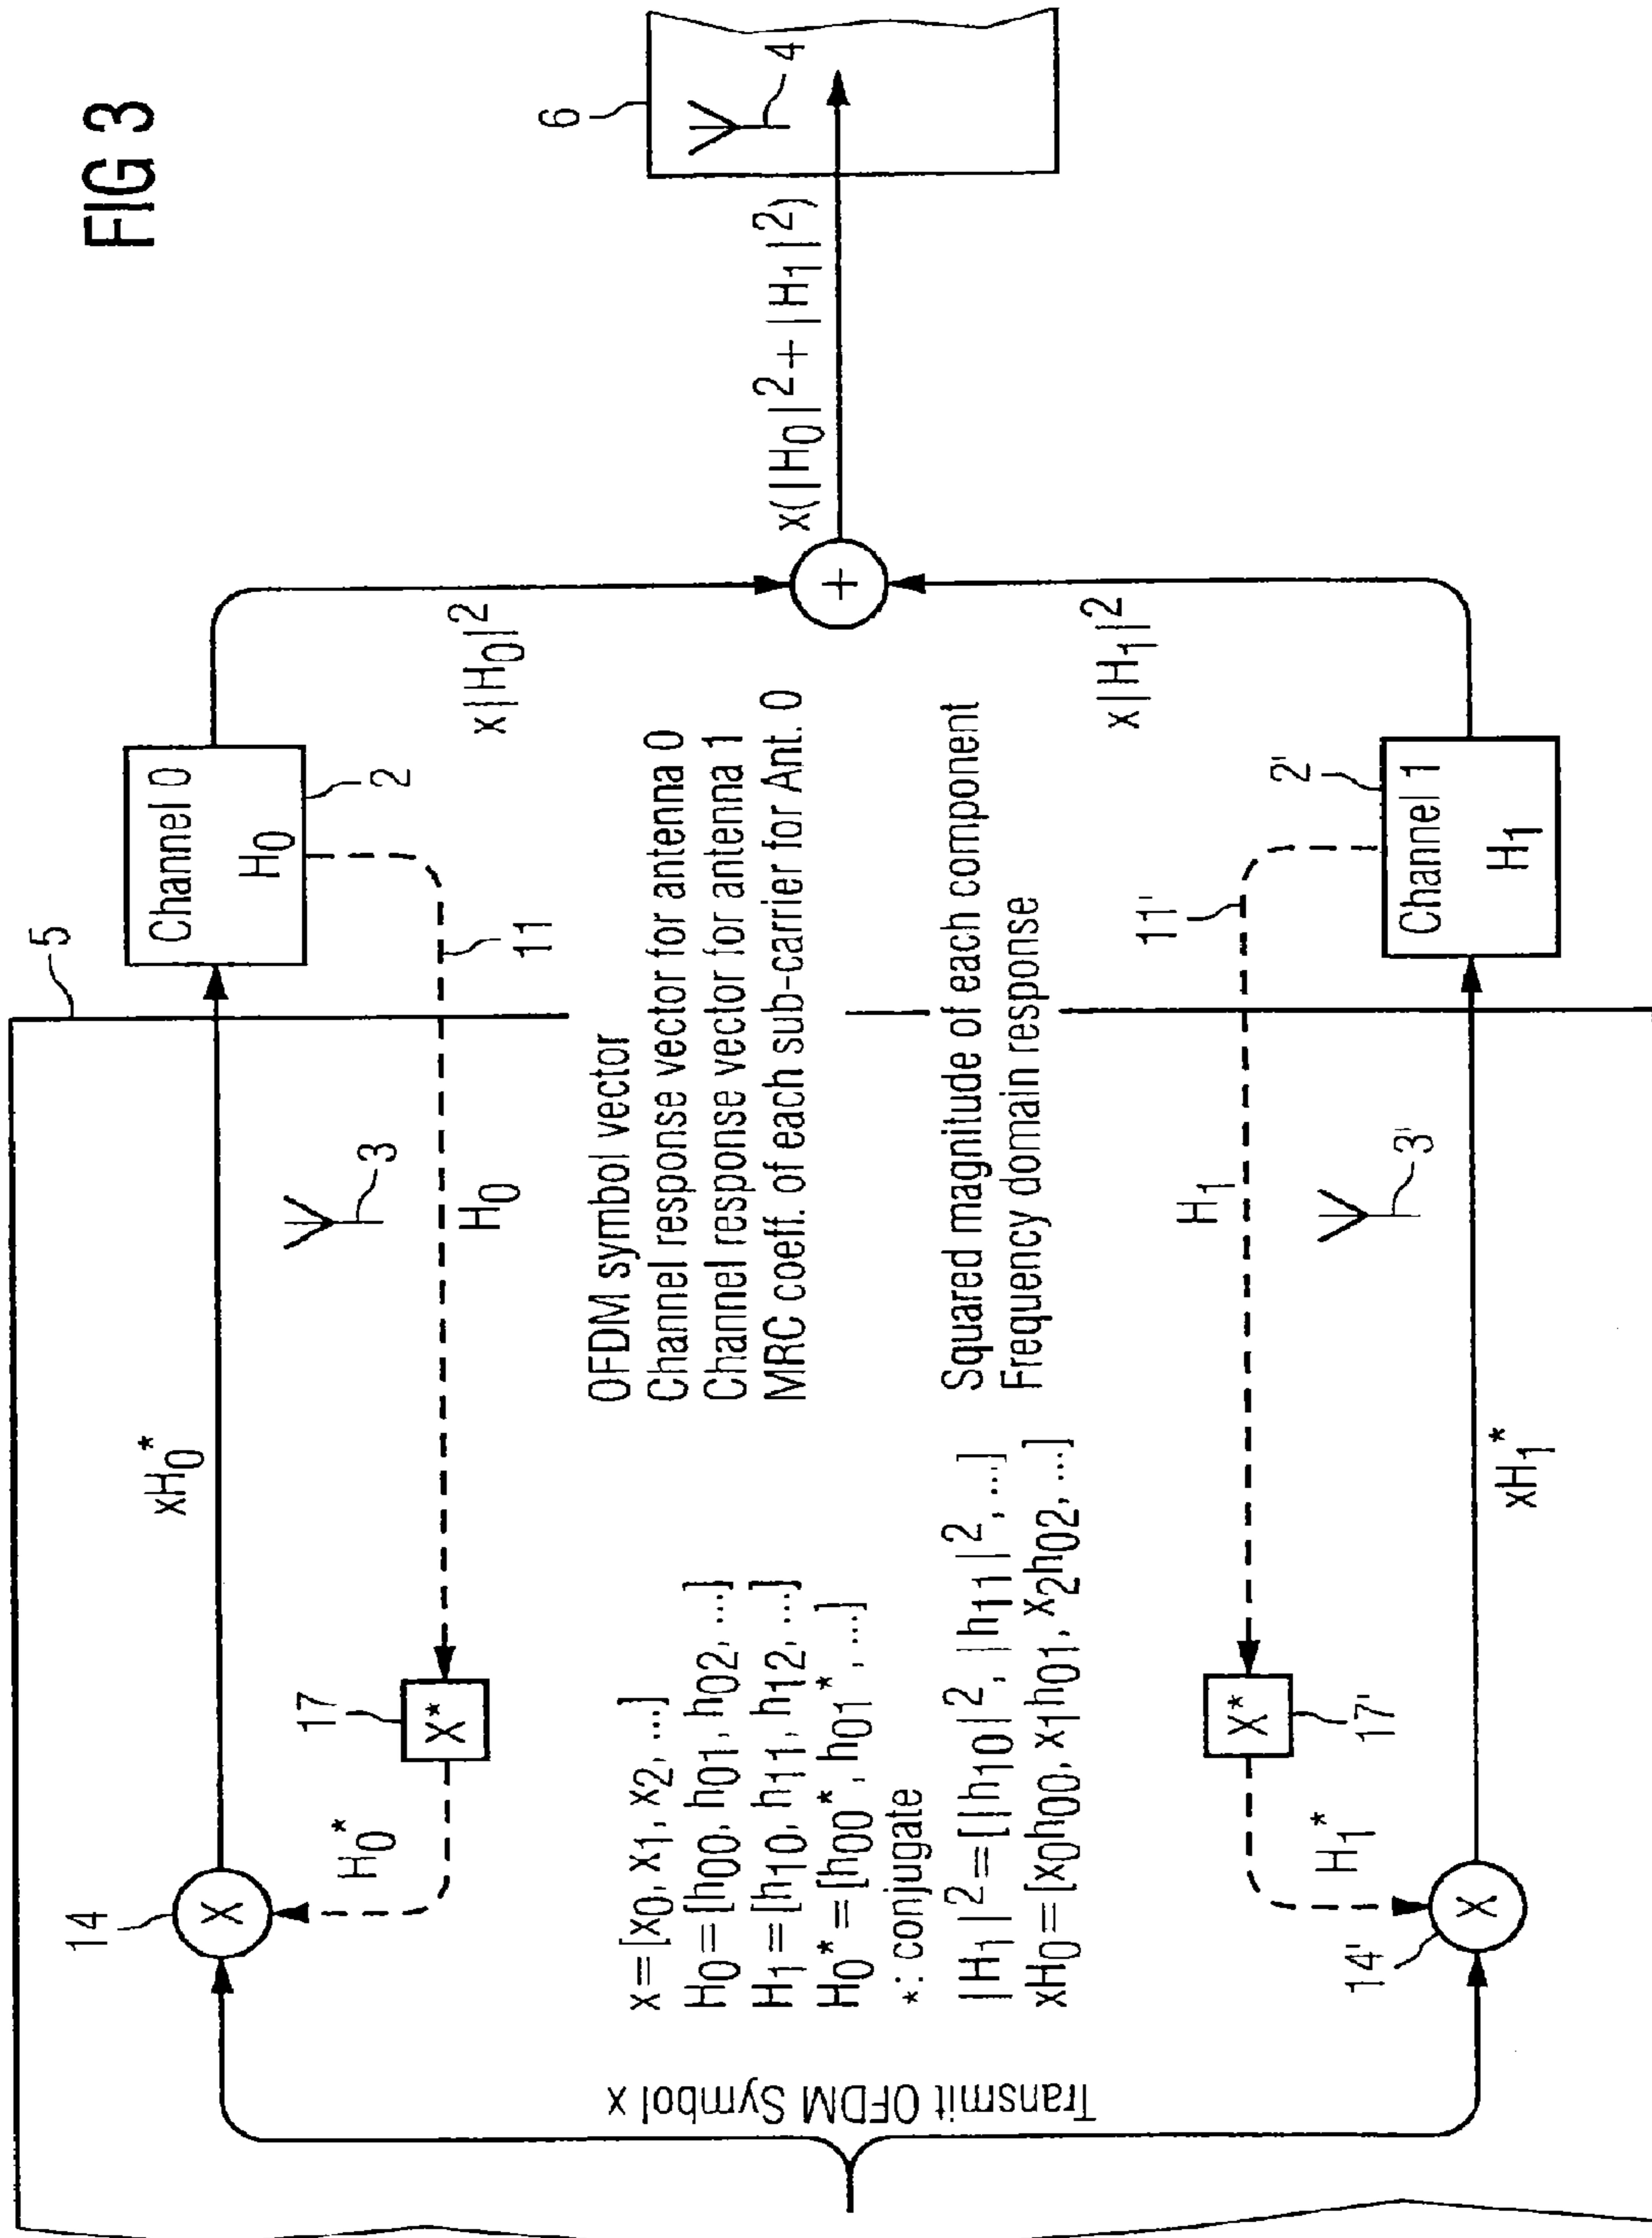 FIG 3
5
6
4
14
xH0*
Channel 0
H0
2
H0*
17
X*
X
3
H0
11
x|H0|²
Transmit OFDM Symbol x
x=[x0, x1, x2, ...] OFDM symbol vector
H0=[h00, h01, h02, ...] Channel response vector for antenna 0
H1=[h10, h11, h12, ...] Channel response vector for antenna 1
H0*=[h00*, h01*, ...] MRC coeff. of each sub-carrier for Ant. 0
*: conjugate
|H1|²=[|h10|², |h11|², ...] Squared magnitude of each component
xH0=[x0h00, x1h01, x2h02, ...] Frequency domain response
+
x(|H0|²+|H1|²)
x|H1|²
H1
11'
X*
17'
H1*
3'
2'
Channel 1
H1
X
14'
xH1*